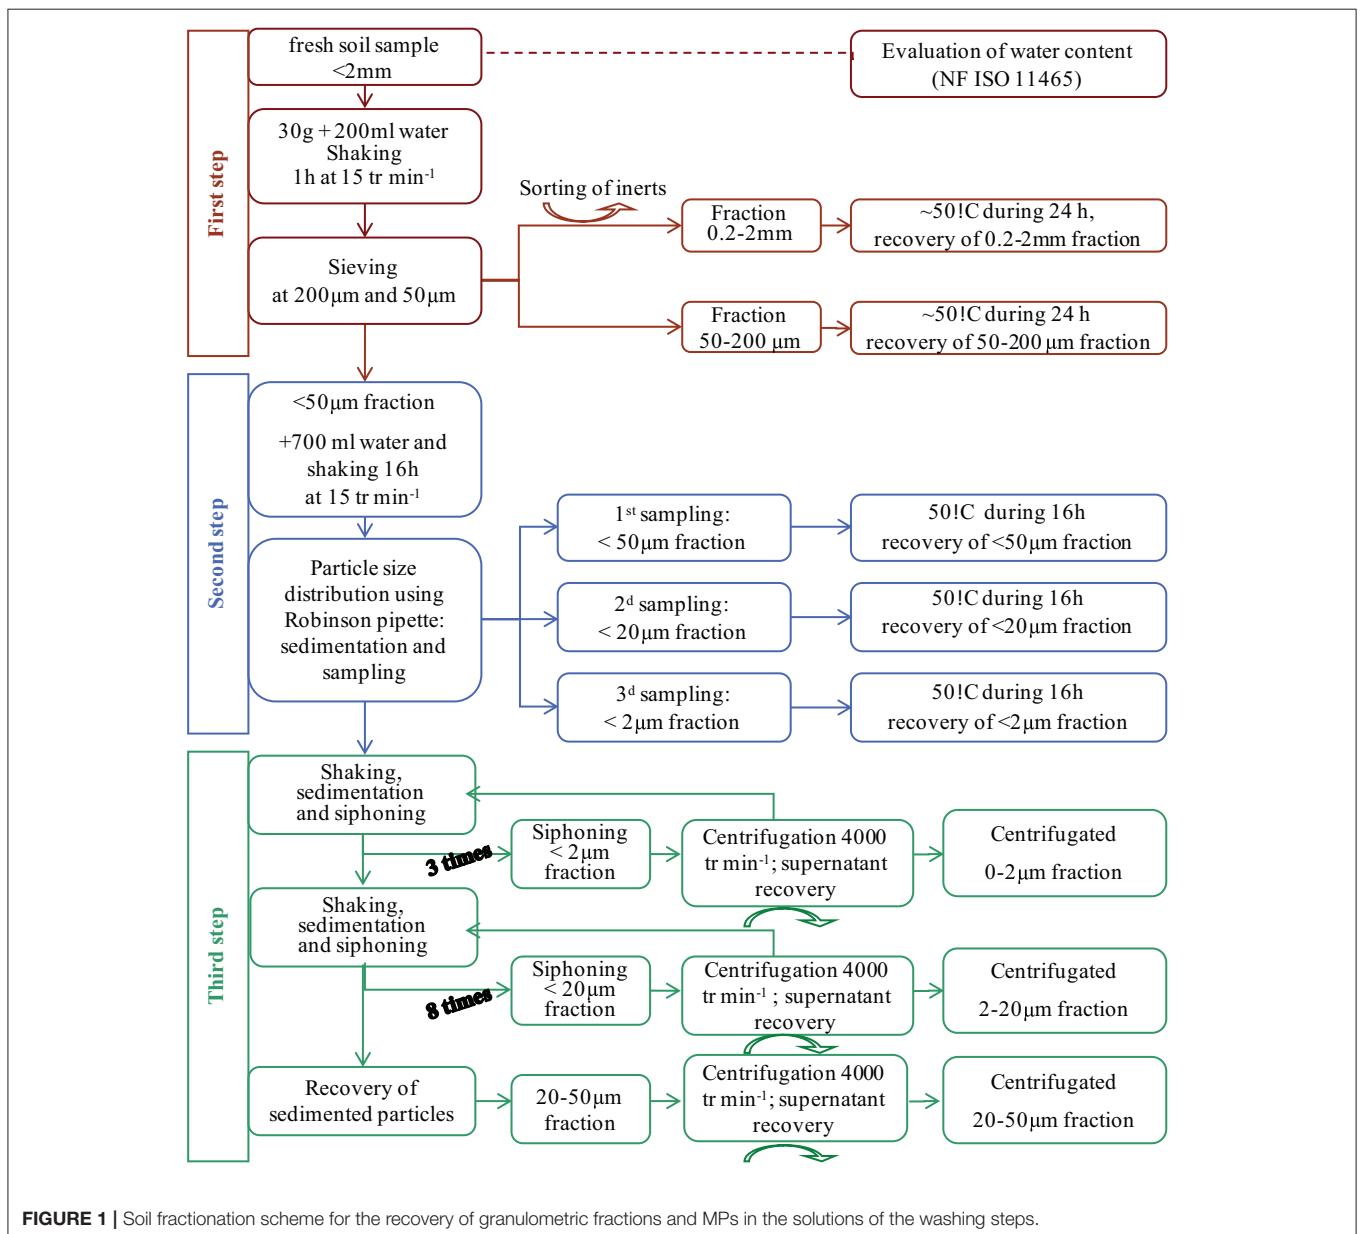 First step
fresh soil sample
<2mm
Evaluation of water content
(NF ISO 11465)
30g + 200ml water
Shaking
1h at 15 tr min⁻¹
Sieving
at 200µm and 50µm
Sorting of inerts
Fraction
0.2-2mm
~50!C during 24 h,
recovery of 0.2-2mm fraction
Fraction
50-200 µm
~50!C during 24 h
recovery of 50-200 µm fraction
Second step
<50µm fraction
+700 ml water and
shaking 16h
at 15 tr min⁻¹
Particle size
distribution using
Robinson pipette:
sedimentation and
sampling
1ˢᵗ sampling:
< 50µm fraction
50!C during 16h
recovery of <50µm fraction
2ᵈ sampling:
< 20µm fraction
50!C during 16h
recovery of <20µm fraction
3ᵈ sampling:
< 2µm fraction
50!C during 16h
recovery of <2µm fraction
Third step
Shaking,
sedimentation
and siphoning
3 times
Siphoning
< 2µm
fraction
Centrifugation 4000
tr min⁻¹; supernatant
recovery
Centrifugated
0-2µm fraction
Shaking,
sedimentation
and siphoning
8 times
Siphoning
< 20µm
fraction
Centrifugation 4000
tr min⁻¹ ; supernatant
recovery
Centrifugated
2-20µm fraction
Recovery of
sedimented particles
20-50µm
fraction
Centrifugation 4000
tr min⁻¹; supernatant
recovery
Centrifugated
20-50µm fraction
FIGURE 1 | Soil fractionation scheme for the recovery of granulometric fractions and MPs in the solutions of the washing steps.